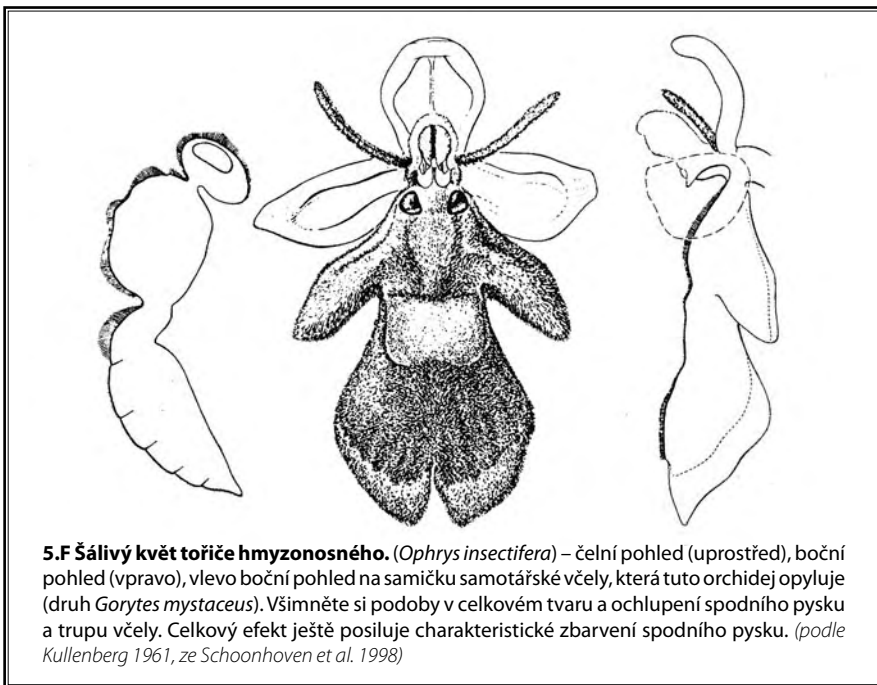 5.F Šálivý květ tořiče hmyzonosného. (Ophrys insectifera) – čelní pohled (uprostřed), boční
pohled (vpravo), vlevo boční pohled na samičku samotářské včely, která tuto orchidej opyluje
(druh Gorytes mystaceus). Všimněte si podoby v celkovém tvaru a ochlupení spodního pysku
a trupu včely. Celkový efekt ještě posiluje charakteristické zbarvení spodního pysku. (podle
Kullenberg 1961, ze Schoonhoven et al. 1998)